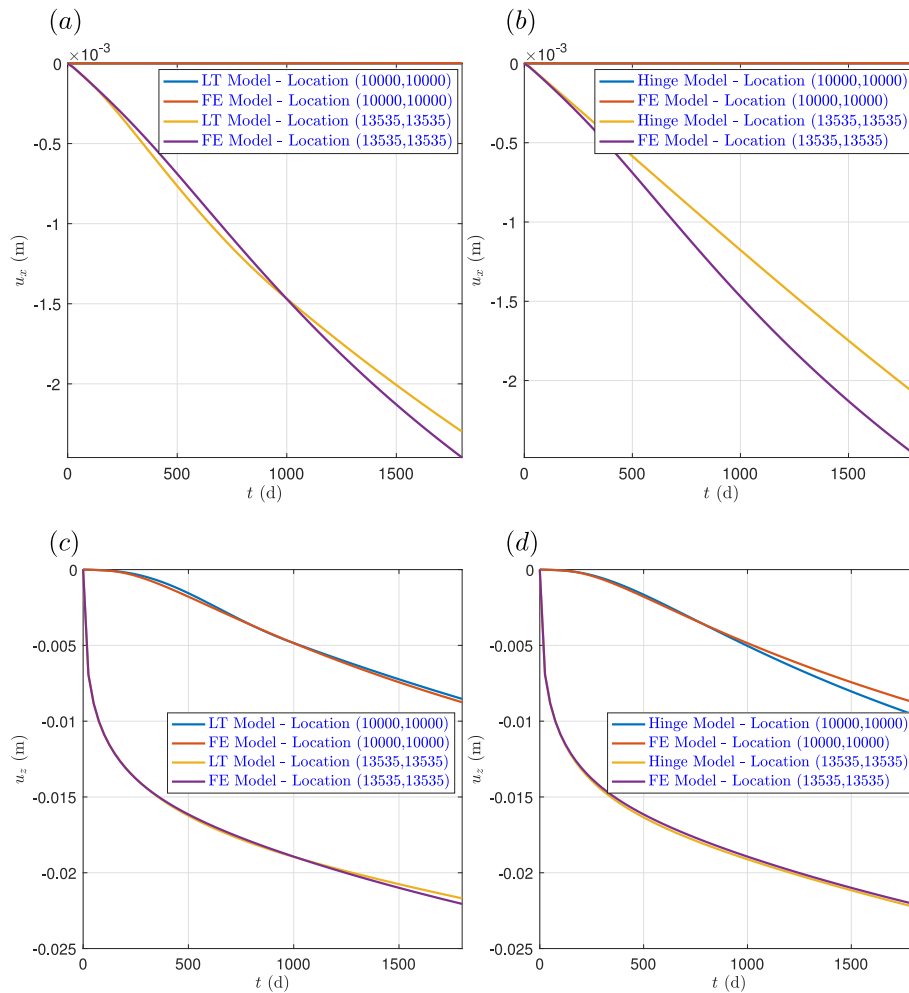 (a)
×10⁻³
0
-0.5
-1
-1.5
-2
u_x (m)
0 500 1000 1500
t (d)
LT Model - Location (10000,10000)
FE Model - Location (10000,10000)
LT Model - Location (13535,13535)
FE Model - Location (13535,13535)
(b)
×10⁻³
0
-0.5
-1
-1.5
-2
u_x (m)
0 500 1000 1500
t (d)
Hinge Model - Location (10000,10000)
FE Model - Location (10000,10000)
Hinge Model - Location (13535,13535)
FE Model - Location (13535,13535)
(c)
0
-0.005
-0.01
-0.015
-0.02
-0.025
u_z (m)
0 500 1000 1500
t (d)
LT Model - Location (10000,10000)
FE Model - Location (10000,10000)
LT Model - Location (13535,13535)
FE Model - Location (13535,13535)
(d)
0
-0.005
-0.01
-0.015
-0.02
-0.025
u_z (m)
0 500 1000 1500
t (d)
Hinge Model - Location (10000,10000)
FE Model - Location (10000,10000)
Hinge Model - Location (13535,13535)
FE Model - Location (13535,13535)